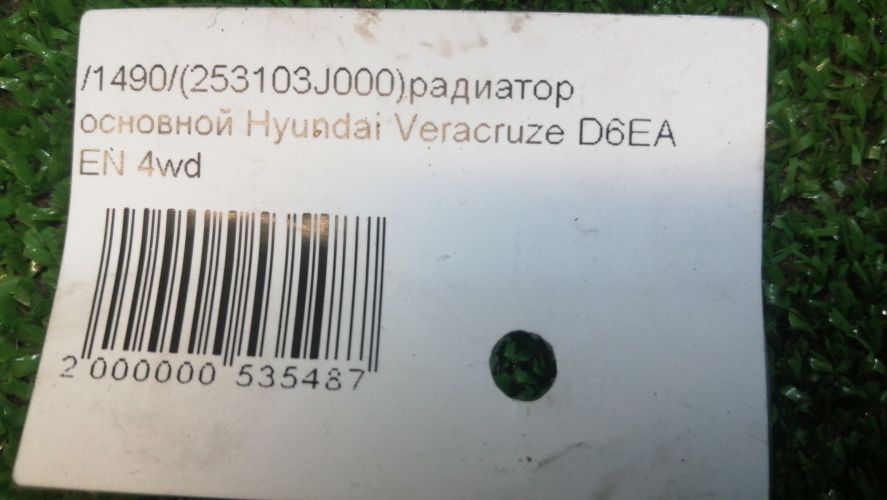 /1490/(253103J000)радиатор
основной Hyundai Veracruze D6EA
EN 4wd
2 000000 535487